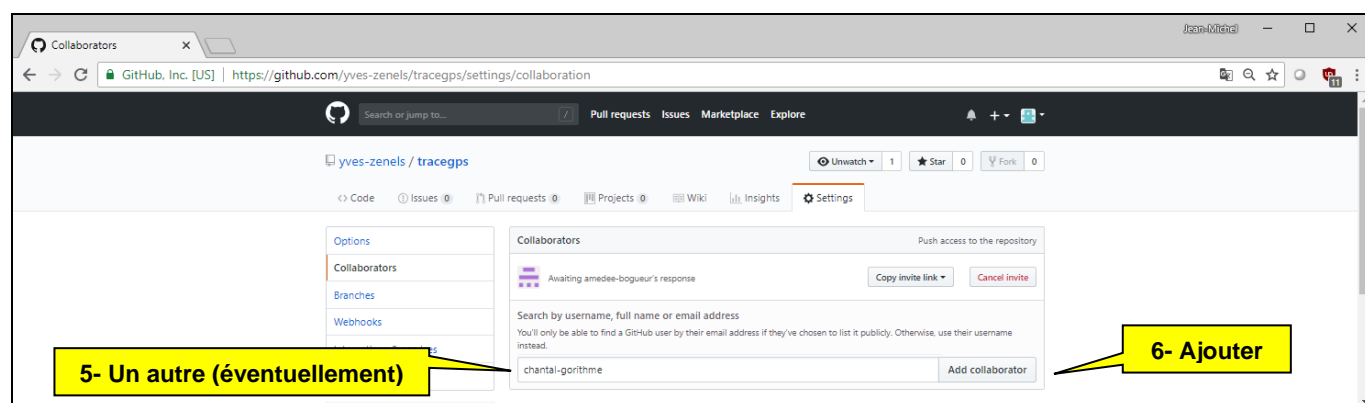 Jean-Michel
Collaborators
GitHub, Inc. [US] | https://github.com/yves-zenels/tracegps/settings/collaboration
11
Search or jump to... / Pull requests Issues Marketplace Explore
yves-zenels / tracegps
Unwatch 1 Star 0 Fork 0
Code Issues 0 Pull requests 0 Projects 0 Wiki Insights Settings
Options
Collaborators
Branches
Webhooks
Collaborators Push access to the repository
Awaiting amedee-bogueur's response Copy invite link Cancel invite
Search by username, full name or email address
You'll only be able to find a GitHub user by their email address if they've chosen to list it publicly. Otherwise, use their username
instead.
chantal-gorithme Add collaborator
5- Un autre (éventuellement)
6- Ajouter